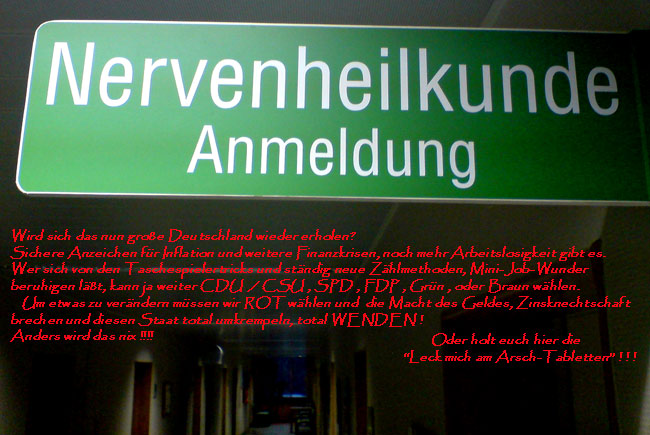 Nervenheilkunde
Anmeldung
Wird sich das nun große Deutschland wieder erholen?
Sichere Anzeichen für Inflation und weitere Finanzkrisen, noch mehr Arbeitslosigkeit gibt es.
Wer sich von den Taschespielertricks und ständig neue Zählmethoden, Mini-Job-Wunder
beruhigen läßt, kann ja weiter CDU / CSU , SPD , FDP , Grün , oder Braun wählen.
Um etwas zu verändern müssen wir ROT wählen und die Macht des Geldes, Zinsknechtschaft
brechen und diesen Staat total umkrempeln, total WENDEN !
Anders wird das nix !!!!
Oder holt euch hier die
"Leck mich am Arsch-Tabletten" ! ! !